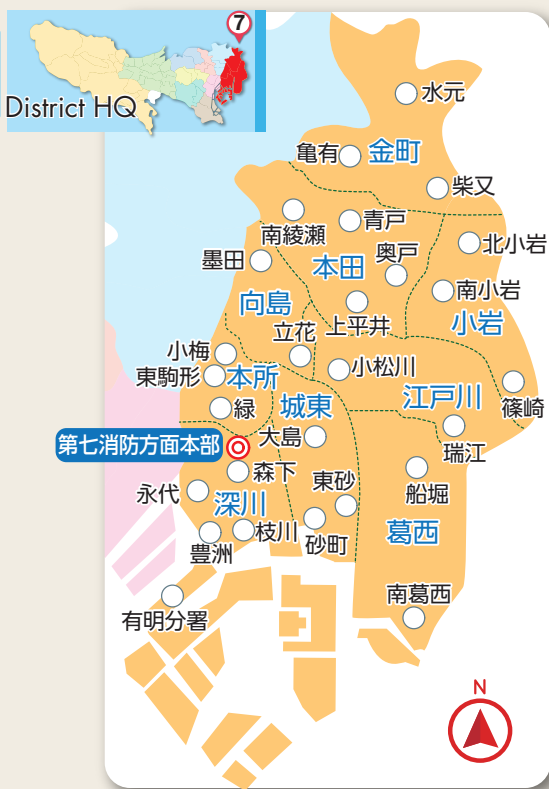 ⑦
District HQ
水元
亀有
金町
柴又
南綾瀬
青戸
北小岩
墨田
本田
奥戸
向島
南小岩
立花
上平井
小岩
小梅
東駒形
本所
小松川
江戸川
篠崎
緑
城東
第七消防方面本部
大島
瑞江
森下
東砂
船堀
永代
深川
枝川
砂町
葛西
豊洲
有明分署
南葛西
N